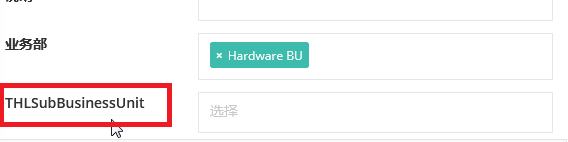 业务部
× Hardware BU
THLSubBusinessUnit
选择